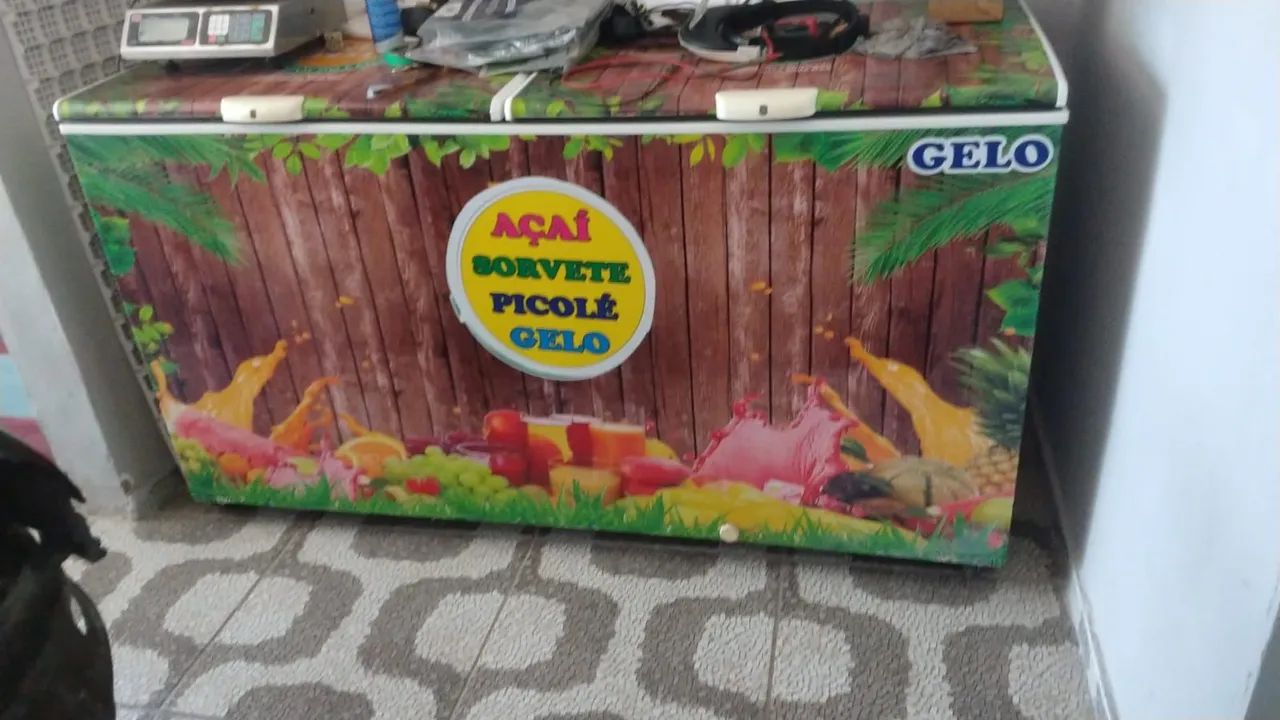 GELO
AÇAÍ
SORVETE
PICOLÉ
GELO